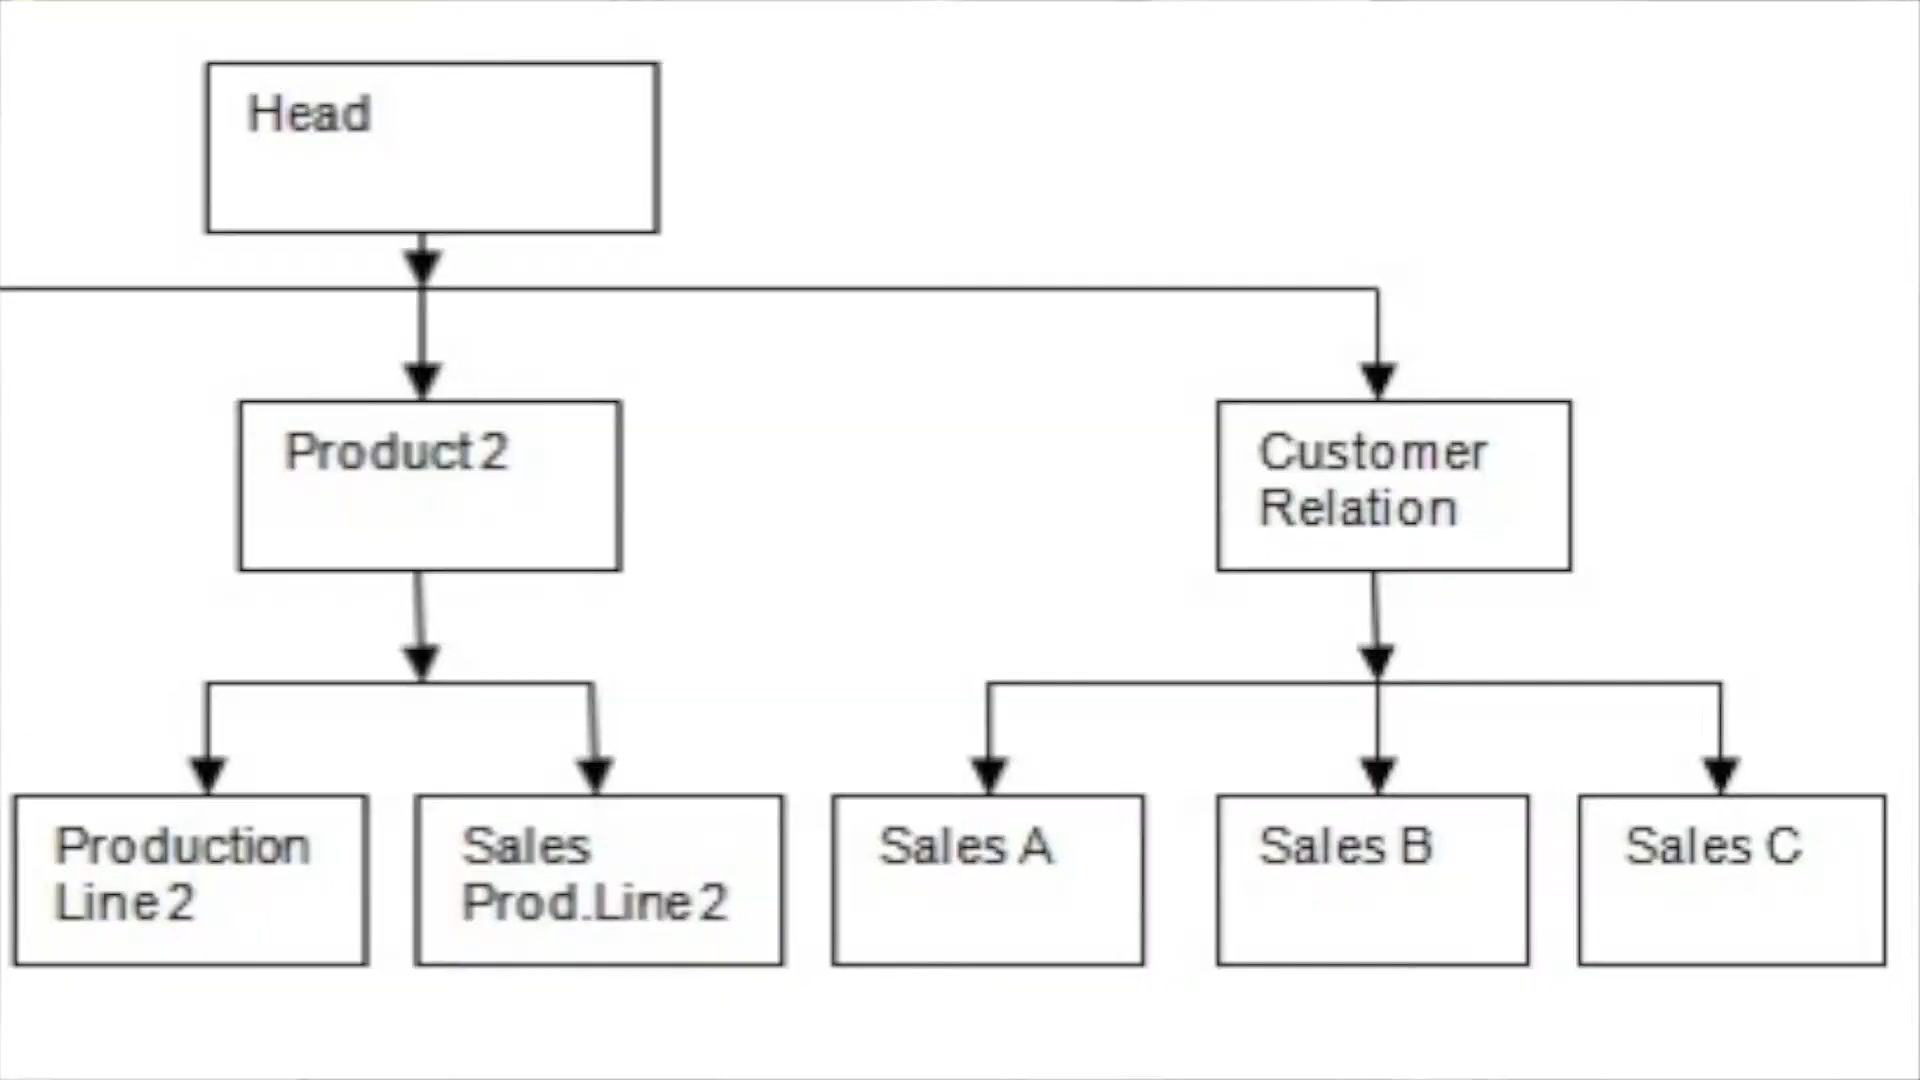 Head
Product 2
Customer
Relation
Production
Line 2
Sales
Prod.Line 2
Sales A
Sales B
Sales C